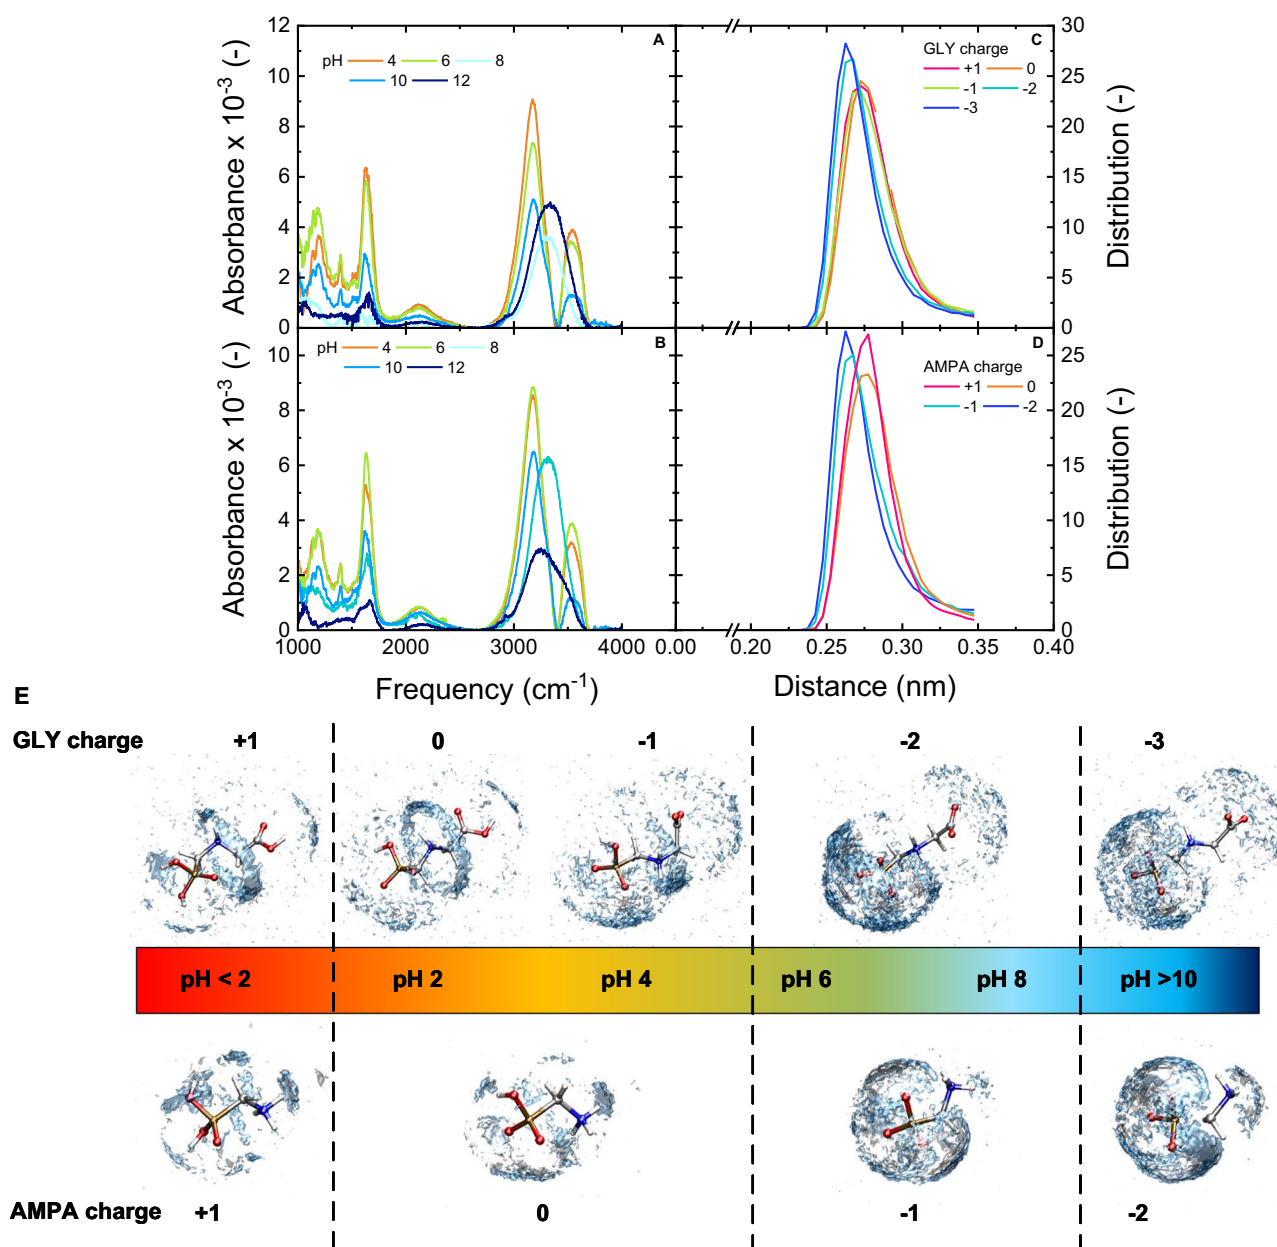 12
10
8
6
4
2
0
Absorbance x 10⁻³ (-)
A
pH 4 6 8
10 12
C
GLY charge
+1 0
-1 -2
-3
30
25
20
15
10
5
0
Distribution (-)
10
8
6
4
2
0
Absorbance x 10⁻³ (-)
B
pH 4 6 8
10 12
D
AMPA charge
+1 0
-1 -2
25
20
15
10
5
0
Distribution (-)
1000 2000 3000 4000 0.00 0.20 0.25 0.30 0.35 0.40
Frequency (cm⁻¹) Distance (nm)
E
GLY charge +1 0 -1 -2 -3
pH < 2 pH 2 pH 4 pH 6 pH 8 pH >10
AMPA charge +1 0 -1 -2